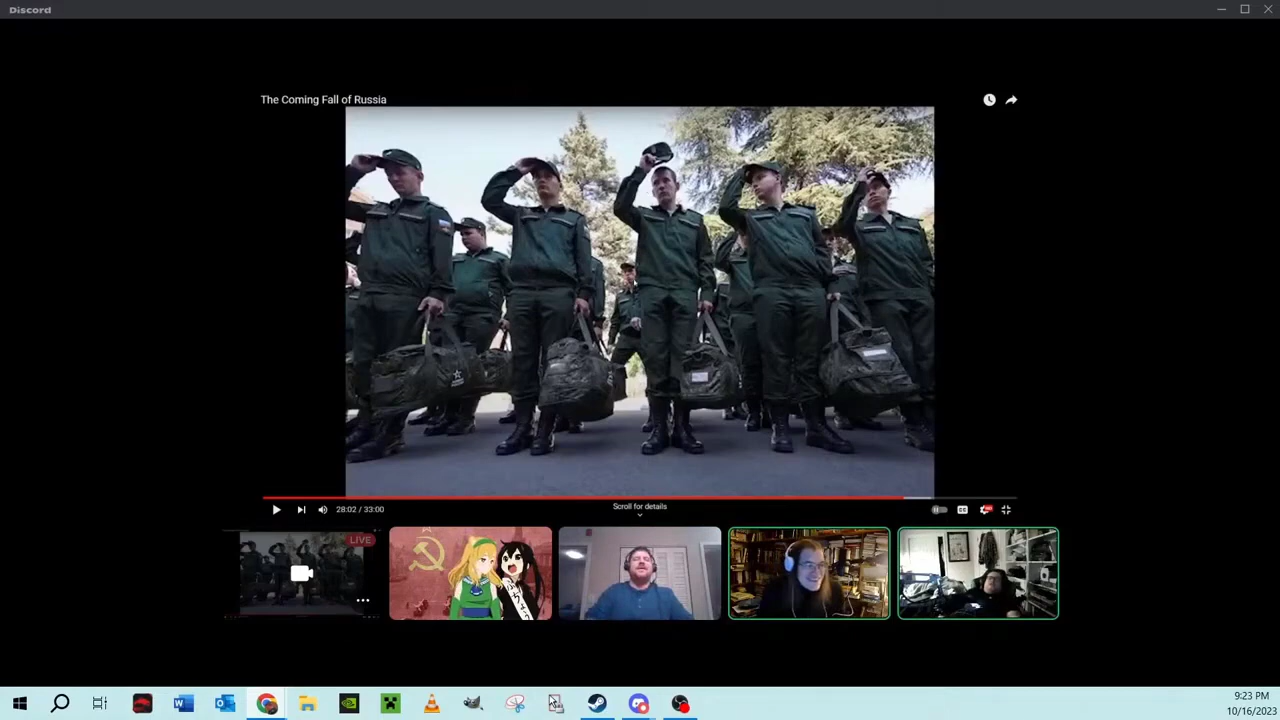 Discord
The Coming Fall of Russia
28:02 / 33:00
Scroll for details
CC
LIVE
9:23 PM
10/16/2023